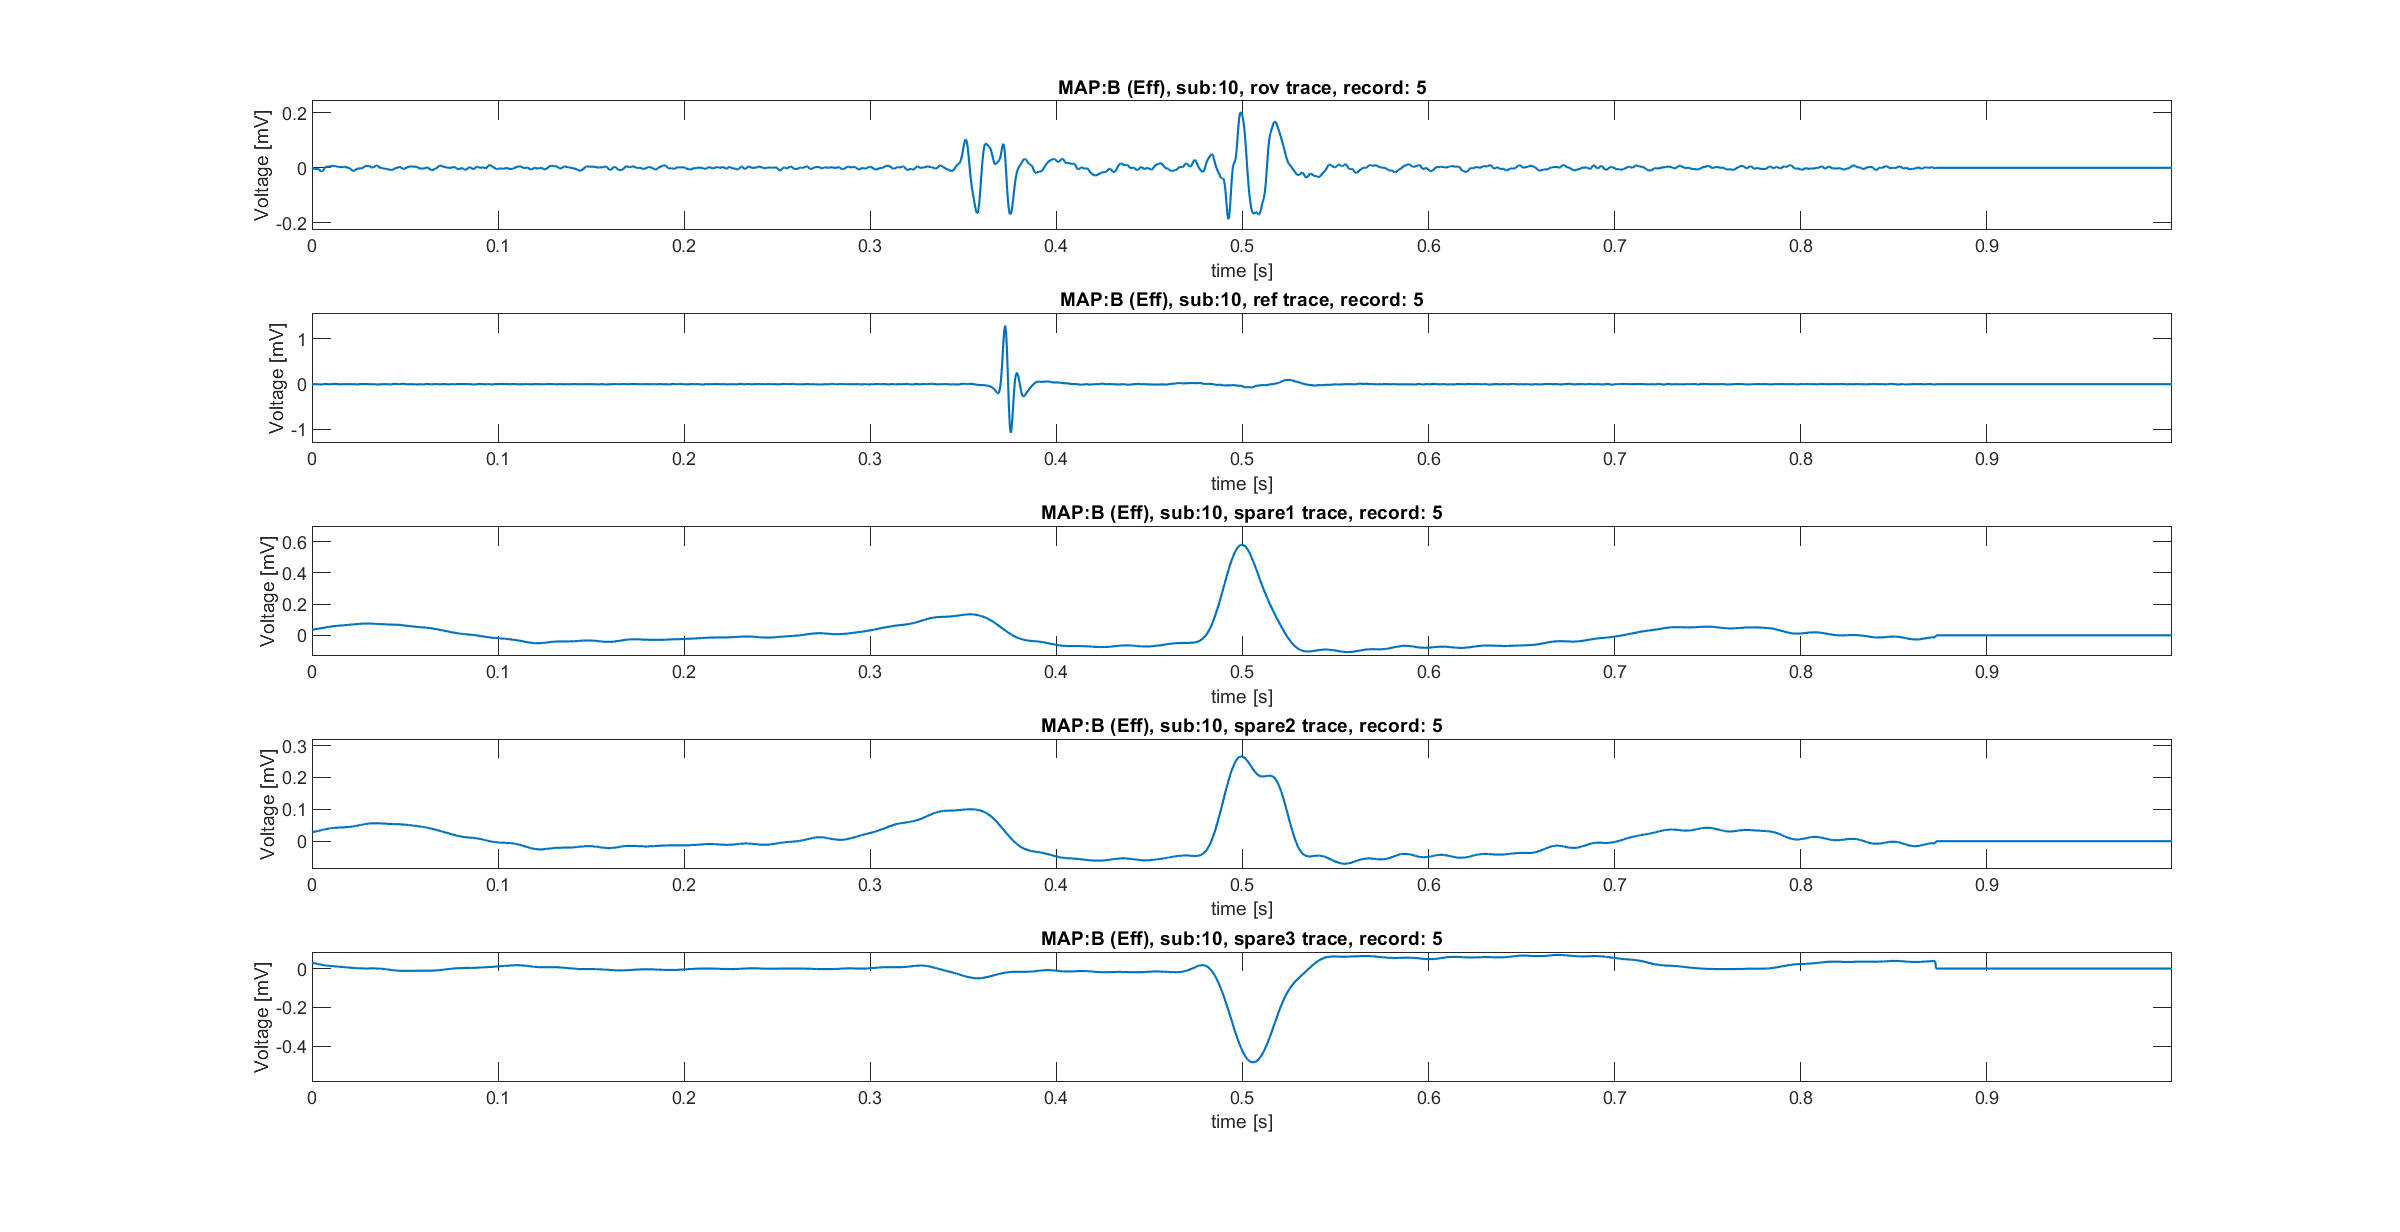 MAP:B (Eff), sub:10, rov trace, record: 5
Voltage [mV]
0.2
0
-0.2
0 0.1 0.2 0.3 0.4 0.5 0.6 0.7 0.8 0.9
time [s]
MAP:B (Eff), sub:10, ref trace, record: 5
Voltage [mV]
1
0
-1
0 0.1 0.2 0.3 0.4 0.5 0.6 0.7 0.8 0.9
time [s]
MAP:B (Eff), sub:10, spare1 trace, record: 5
Voltage [mV]
0.6
0.4
0.2
0
0 0.1 0.2 0.3 0.4 0.5 0.6 0.7 0.8 0.9
time [s]
MAP:B (Eff), sub:10, spare2 trace, record: 5
Voltage [mV]
0.3
0.2
0.1
0
0 0.1 0.2 0.3 0.4 0.5 0.6 0.7 0.8 0.9
time [s]
MAP:B (Eff), sub:10, spare3 trace, record: 5
Voltage [mV]
0
-0.2
-0.4
0 0.1 0.2 0.3 0.4 0.5 0.6 0.7 0.8 0.9
time [s]